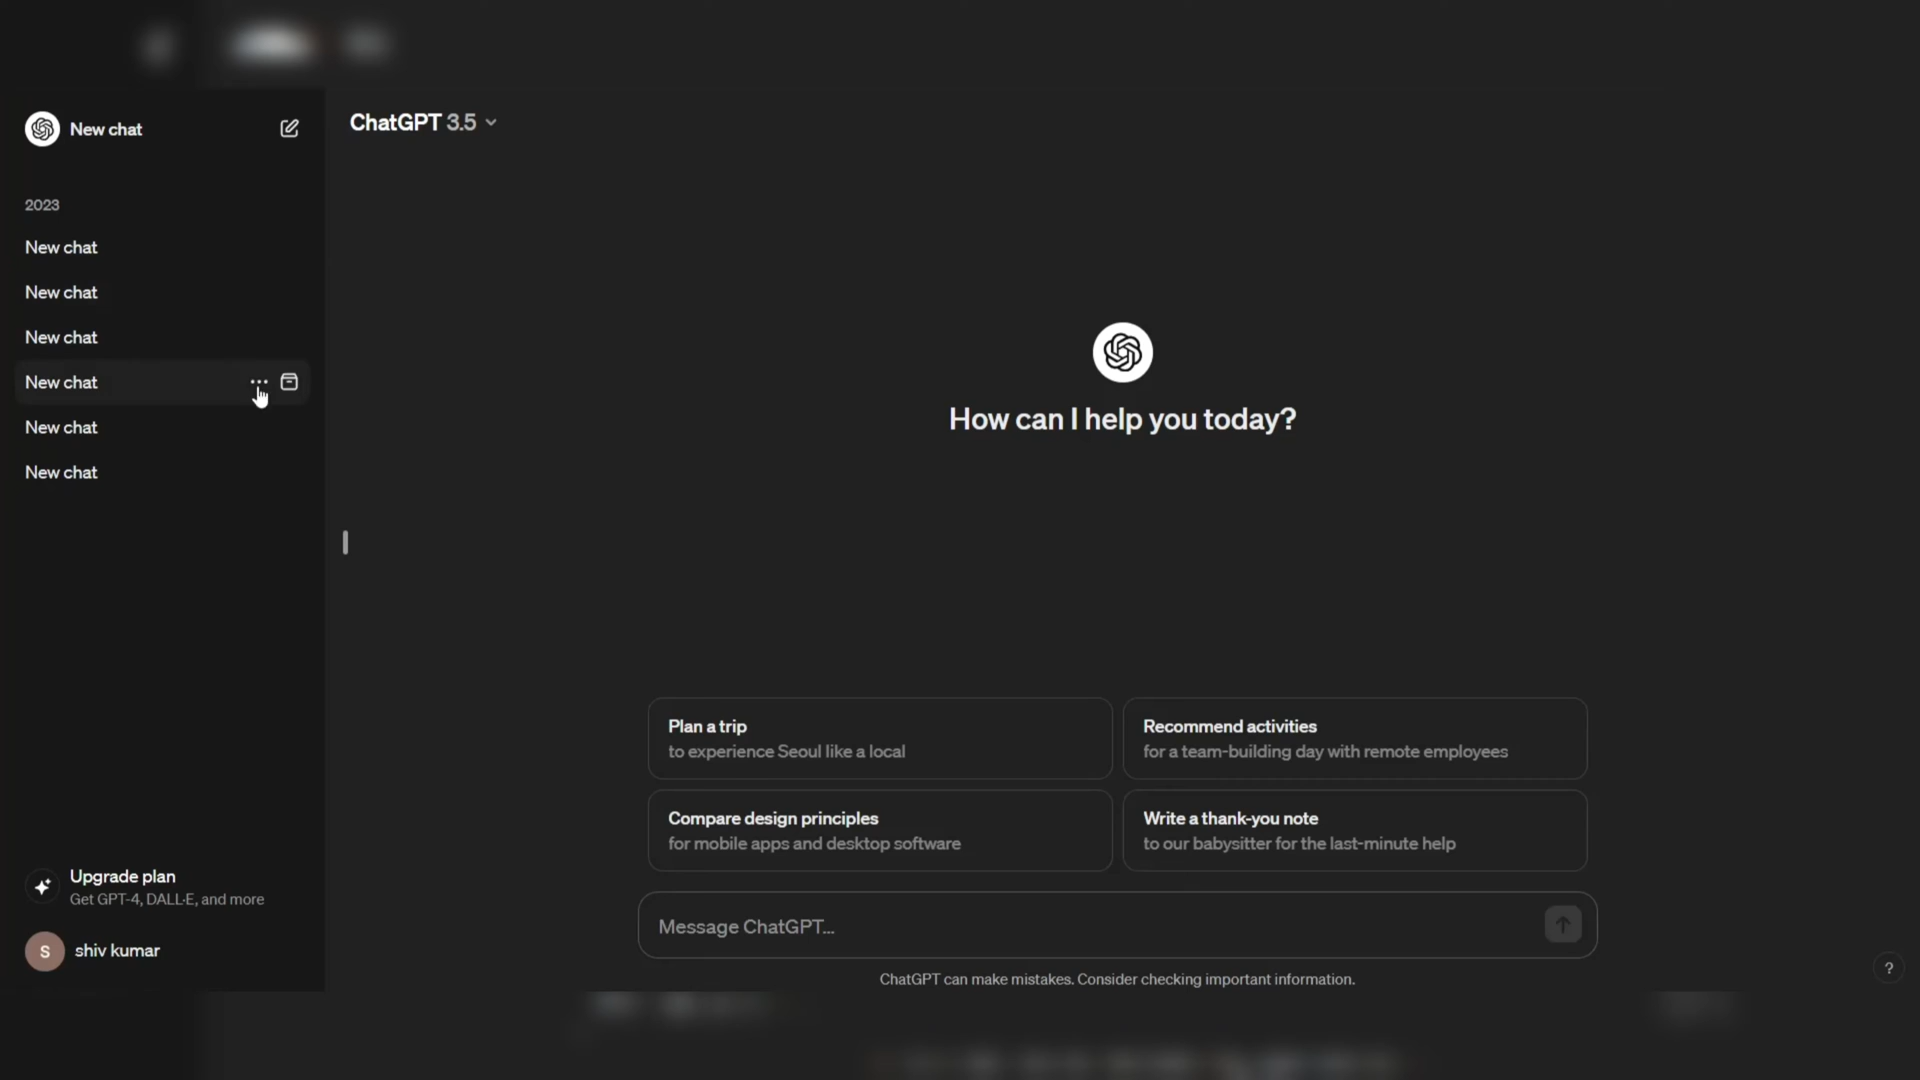 New chat
ChatGPT 3.5
2023
New chat
New chat
New chat
New chat
New chat
New chat
How can I help you today?
Plan a trip
to experience Seoul like a local
Recommend activities
for a team-building day with remote employees
Compare design principles
for mobile apps and desktop software
Write a thank-you note
to our babysitter for the last-minute help
Upgrade plan
Get GPT-4, DALL·E, and more
S
shiv kumar
Message ChatGPT...
ChatGPT can make mistakes. Consider checking important information.
?